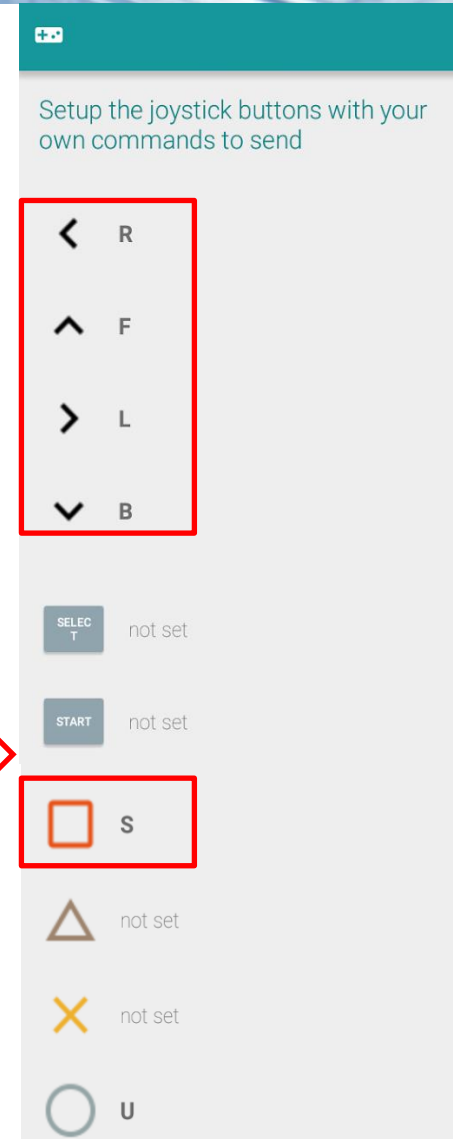 Setup the joystick buttons with your
own commands to send
R
F
L
B
SELEC
T
not set
START
not set
S
not set
not set
U